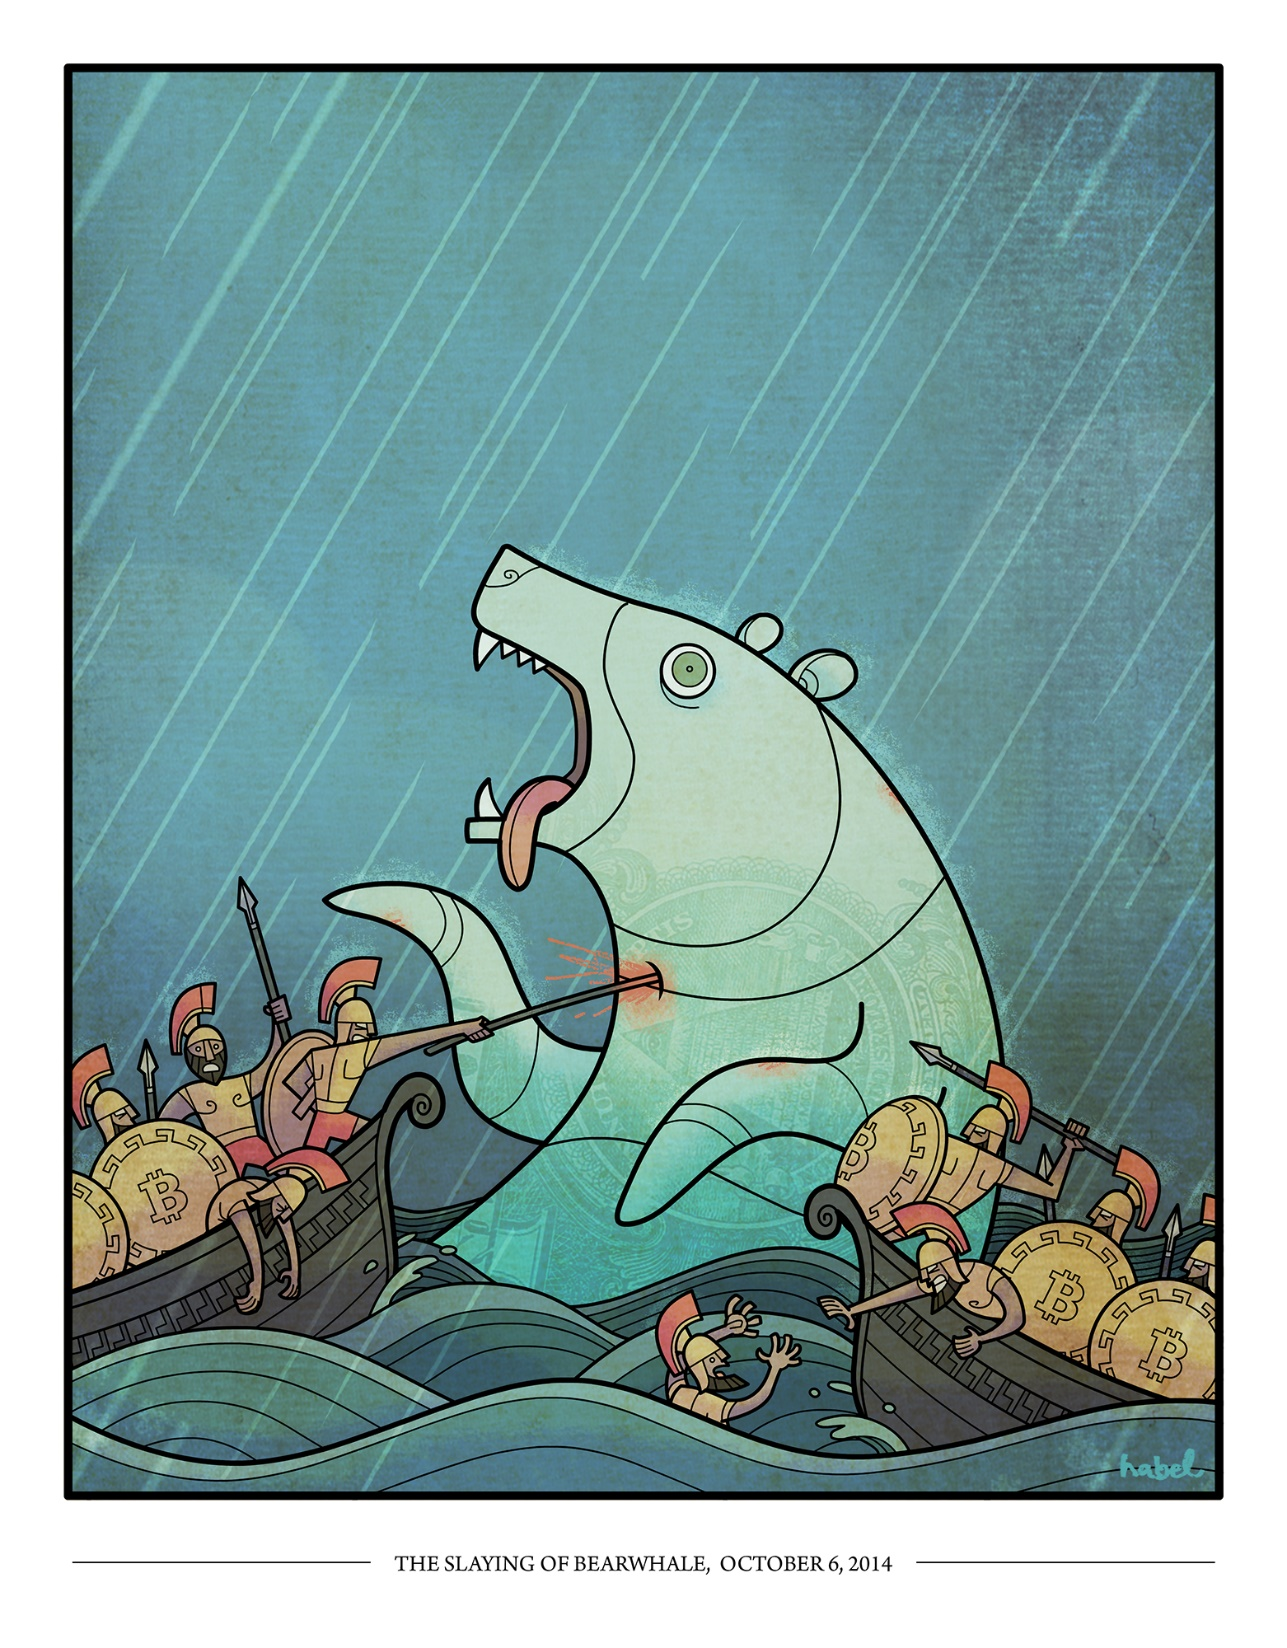 habel
THE SLAYING OF BEARWHALE, OCTOBER 6, 2014